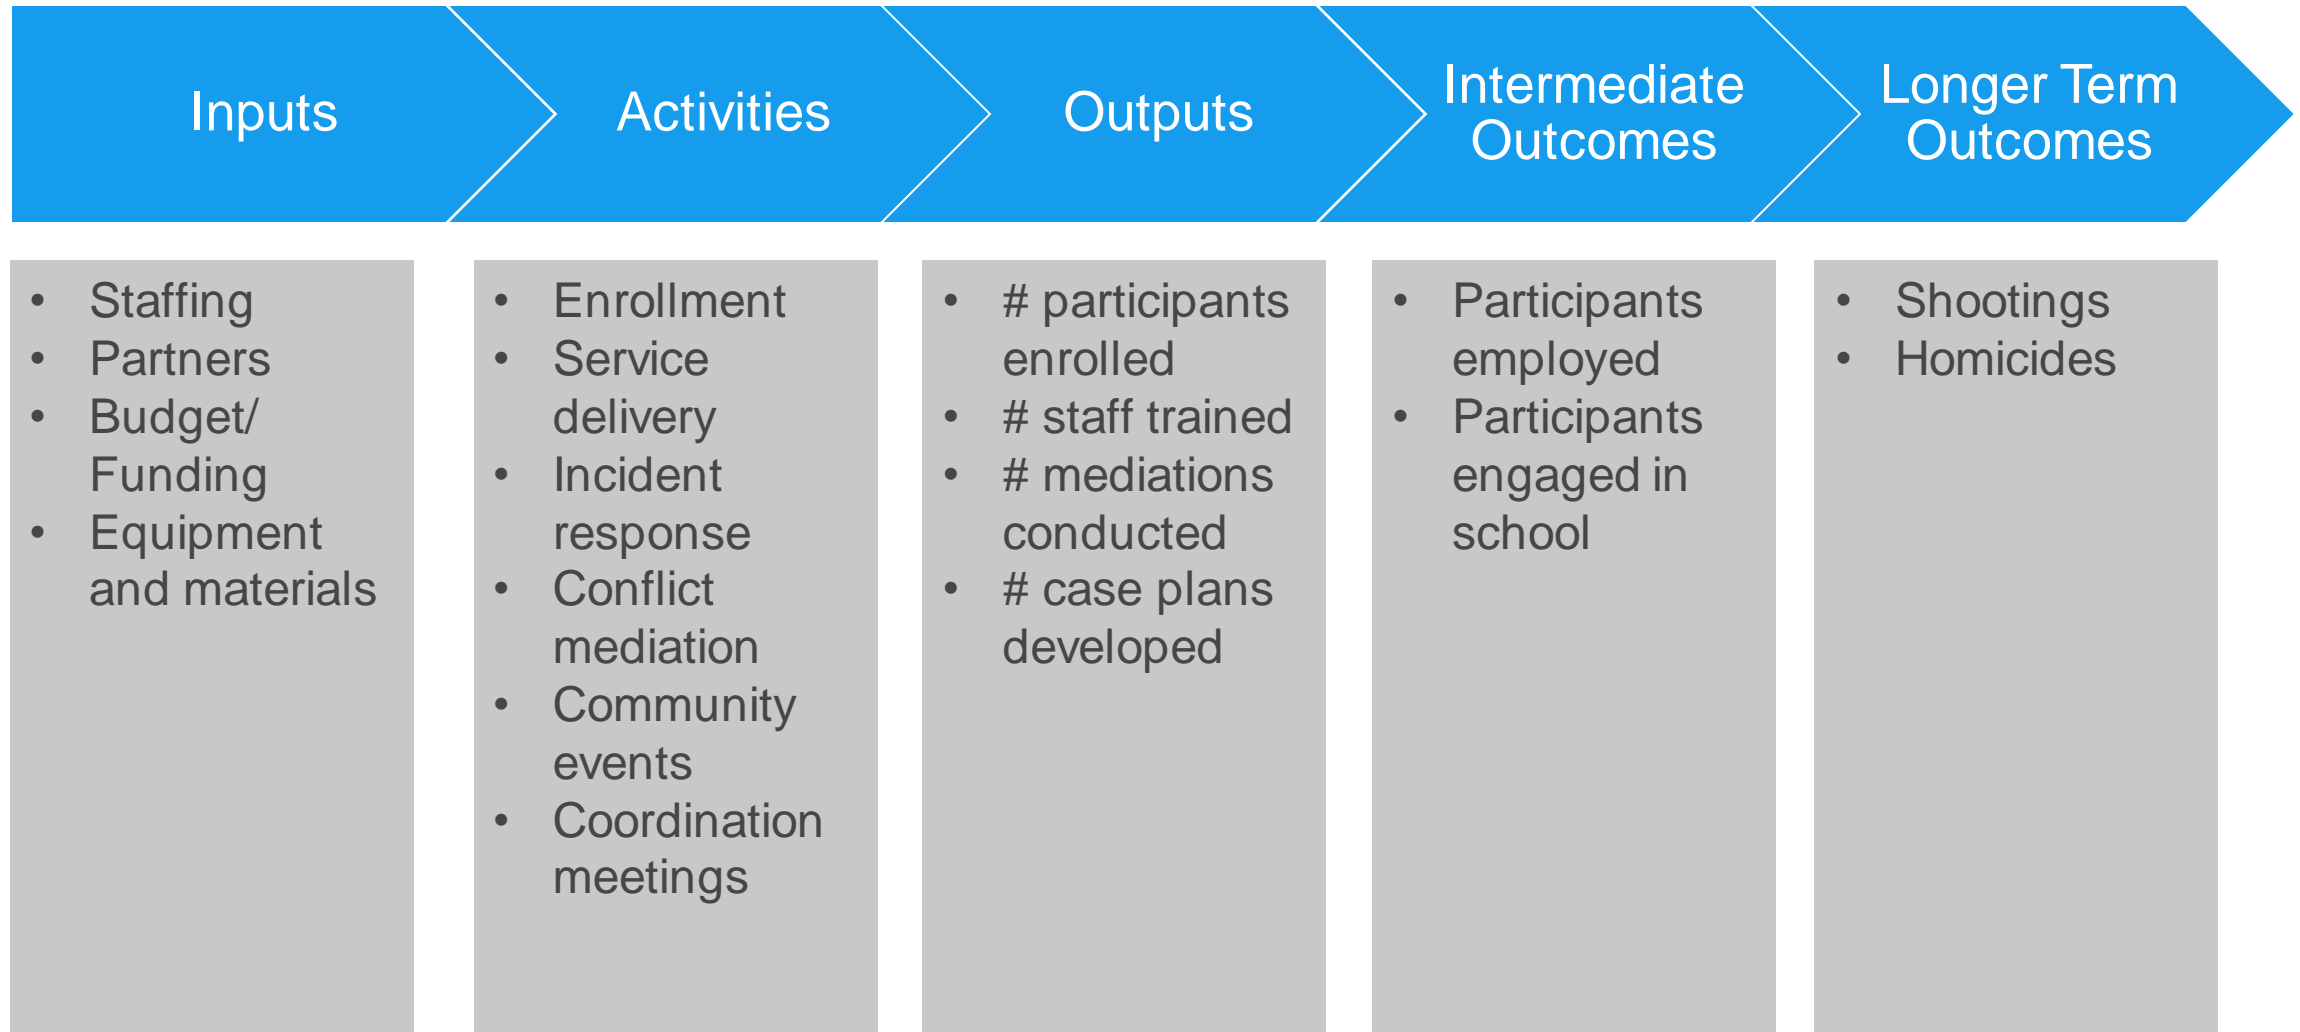 Inputs
Activities
Outputs
Intermediate
Outcomes
Longer Term
Outcomes
• Staffing
• Partners
• Budget/
Funding
• Equipment
and materials
• Enrollment
• Service
delivery
• Incident
response
• Conflict
mediation
• Community
events
• Coordination
meetings
• # participants
enrolled
• # staff trained
• # mediations
conducted
• # case plans
developed
• Participants
employed
• Participants
engaged in
school
• Shootings
• Homicides